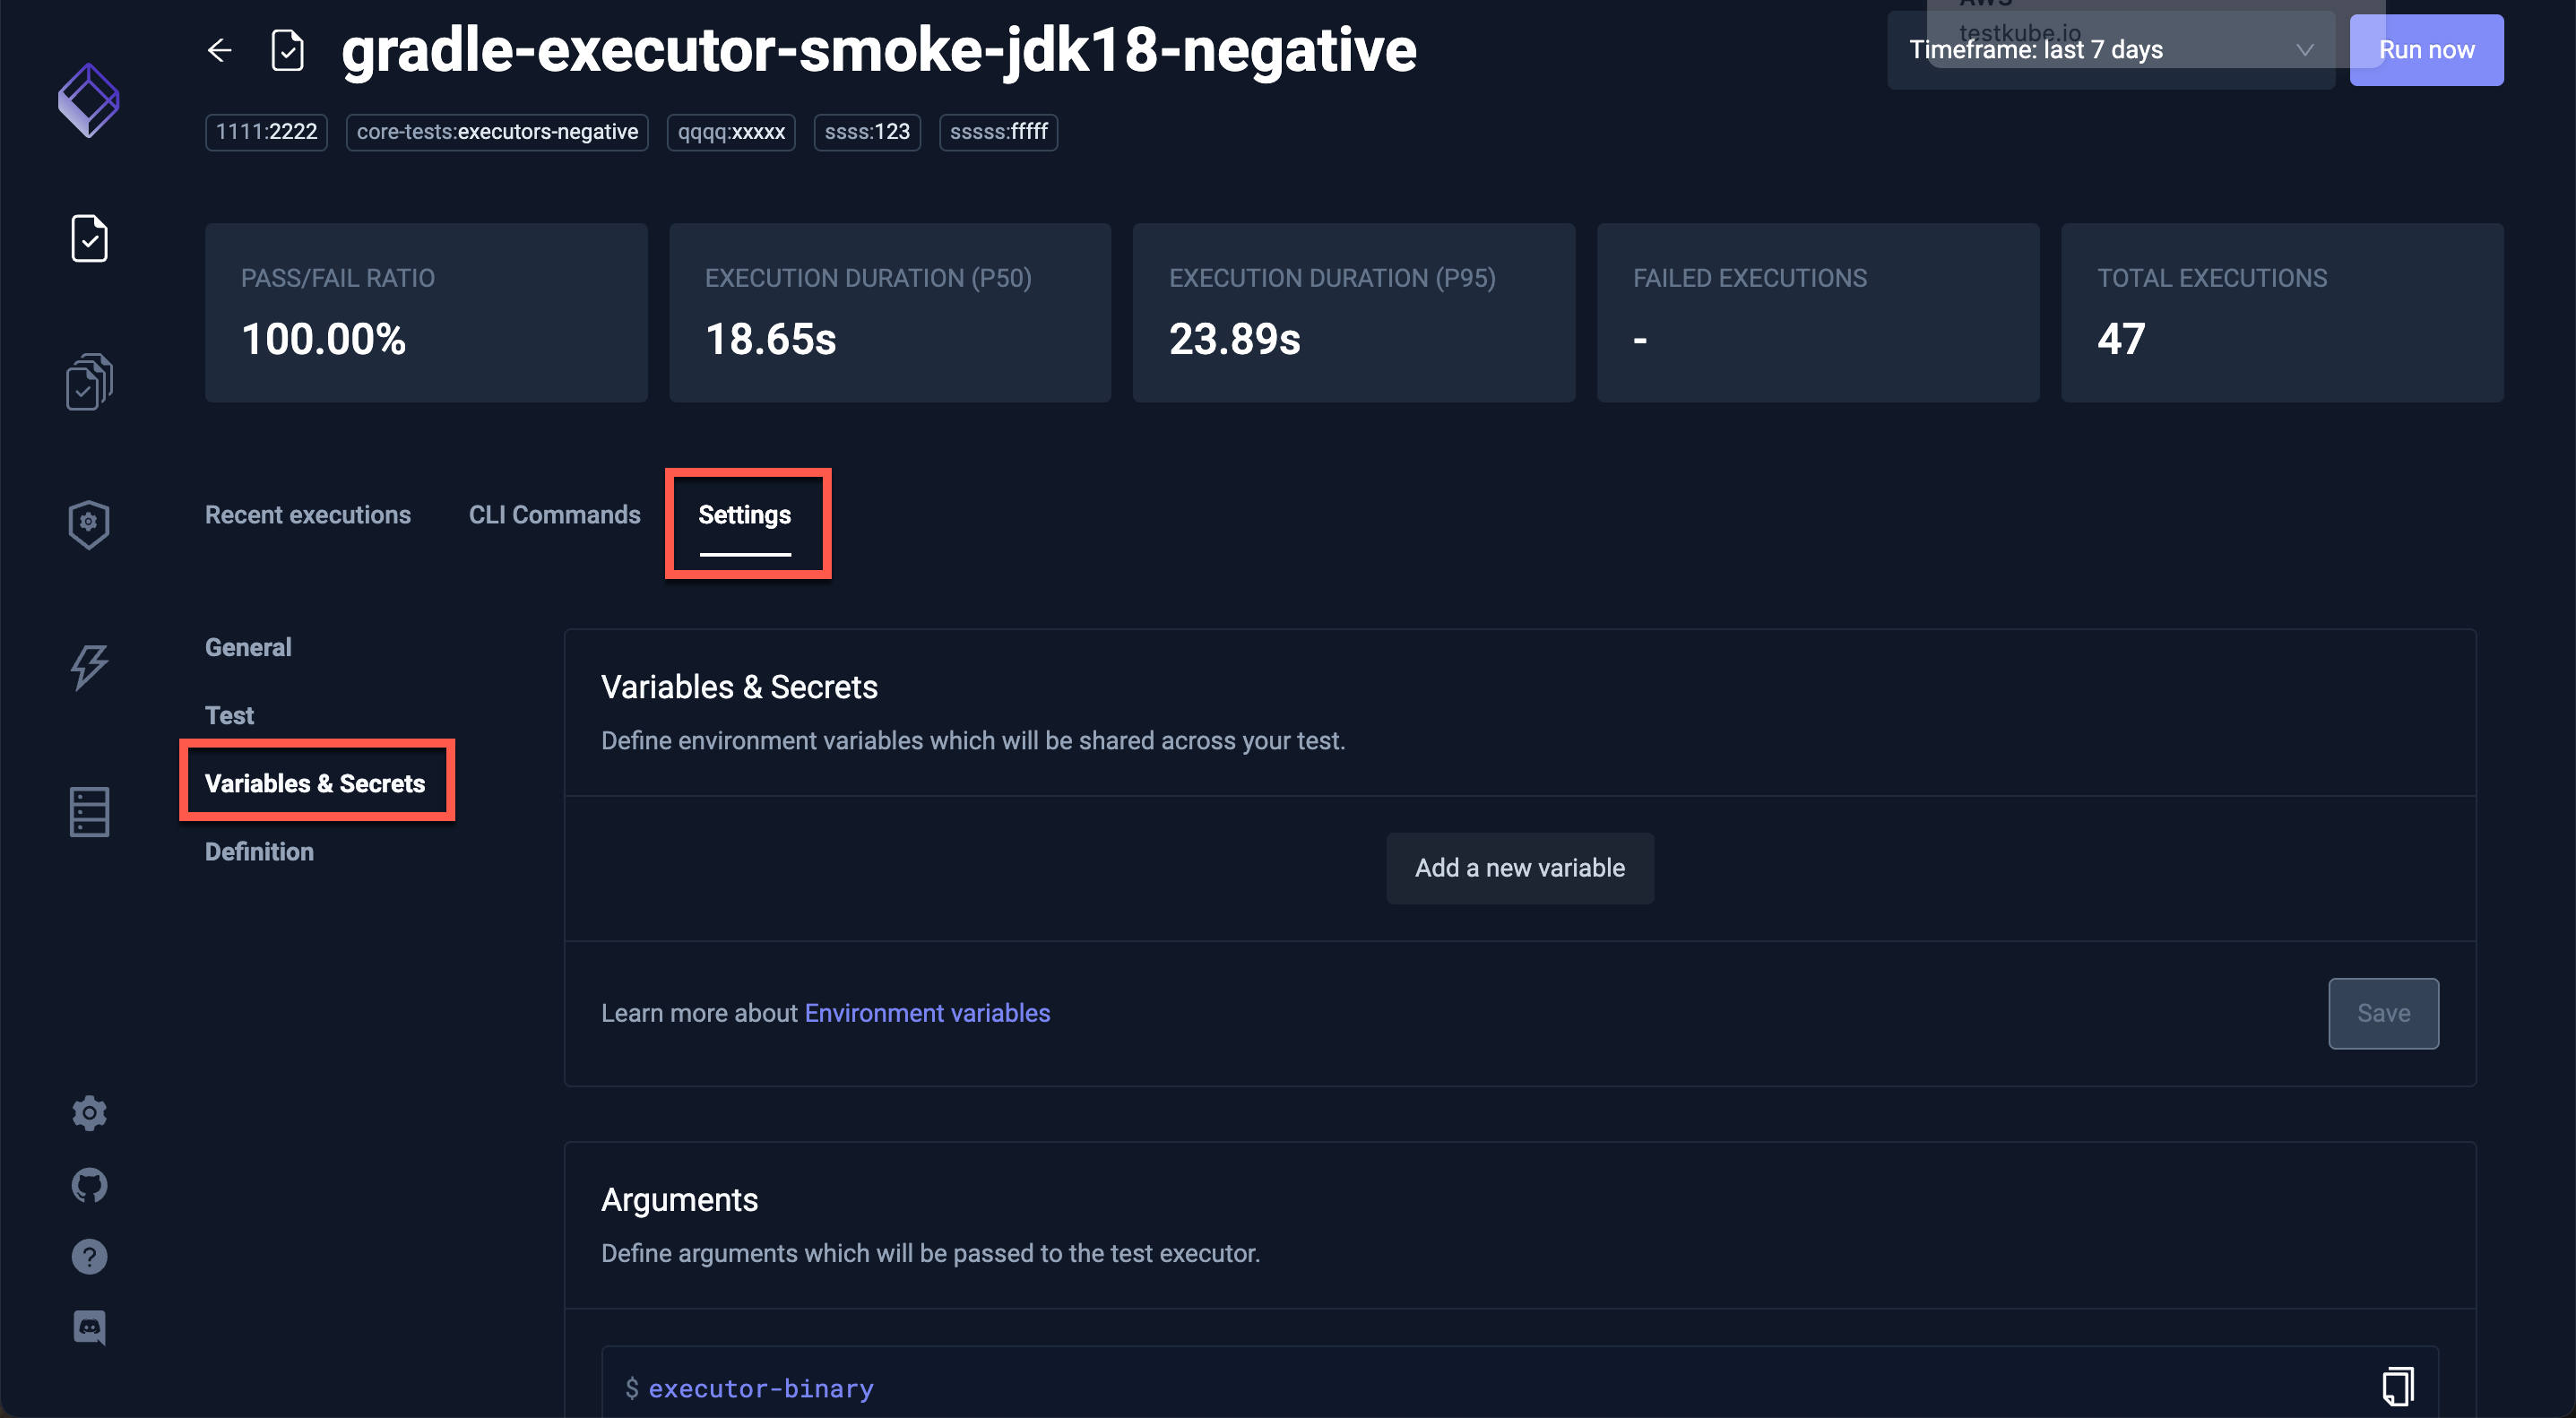 gradle-executor-smoke-jdk18-negative
testkube.io
Timeframe: last 7 days
Run now
1111:2222
core-tests:executors-negative
qqqq:xxxxx
ssss:123
sssss:fffff
PASS/FAIL RATIO
100.00%
EXECUTION DURATION (P50)
18.65s
EXECUTION DURATION (P95)
23.89s
FAILED EXECUTIONS
-
TOTAL EXECUTIONS
47
Recent executions
CLI Commands
Settings
General
Test
Variables & Secrets
Definition
Variables & Secrets
Define environment variables which will be shared across your test.
Add a new variable
Learn more about Environment variables
Save
Arguments
Define arguments which will be passed to the test executor.
$ executor-binary